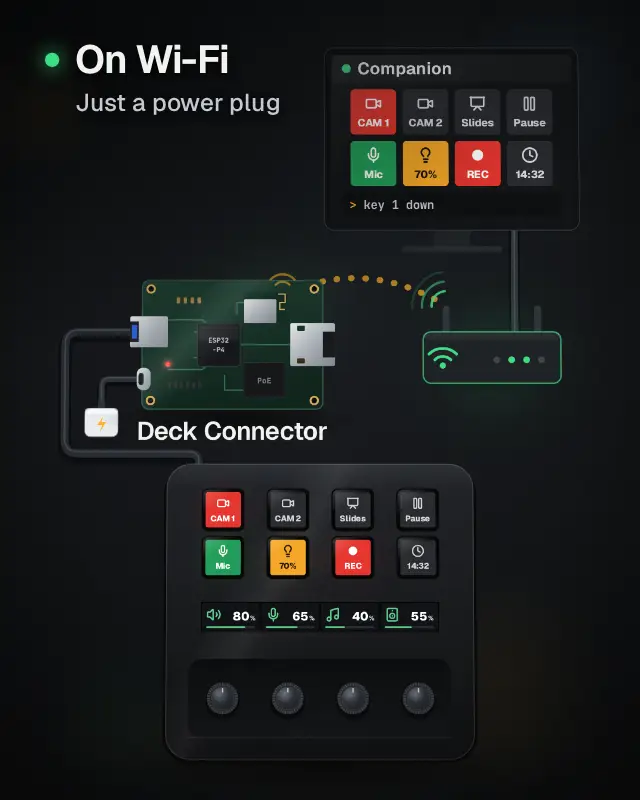 On Wi-Fi
Just a power plug
Companion
CAM 1 CAM 2 Slides Pause
Mic 70% REC 14:32
> key 1 down
ESP32
-P4
PoE
Deck Connector
CAM 1 CAM 2 Slides Pause
Mic 70% REC 14:32
80% 65% 40% 55%